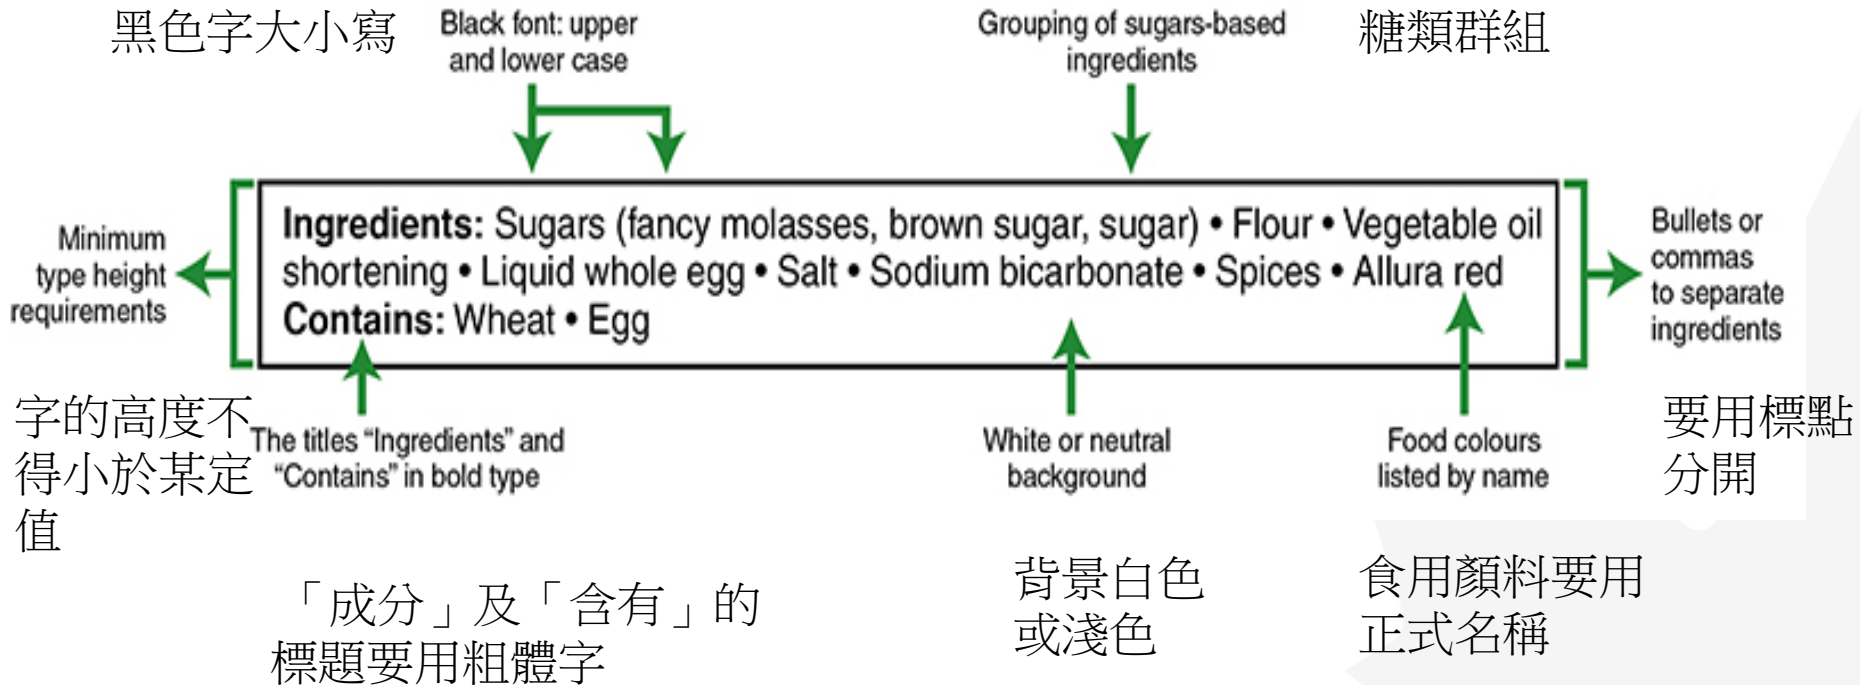 黑色字大小寫
Black font: upper
and lower case
Grouping of sugars-based
ingredients
糖類群組
Minimum
type height
requirements
Ingredients: Sugars (fancy molasses, brown sugar, sugar) • Flour • Vegetable oil
shortening • Liquid whole egg • Salt • Sodium bicarbonate • Spices • Allura red
Contains: Wheat • Egg
Bullets or
commas
to separate
ingredients
字的高度不
得小於某定
值
The titles “Ingredients” and
“Contains” in bold type
White or neutral
background
Food colours
listed by name
要用標點
分開
「成分」及「含有」的
標題要用粗體字
背景白色
或淺色
食用顏料要用
正式名稱